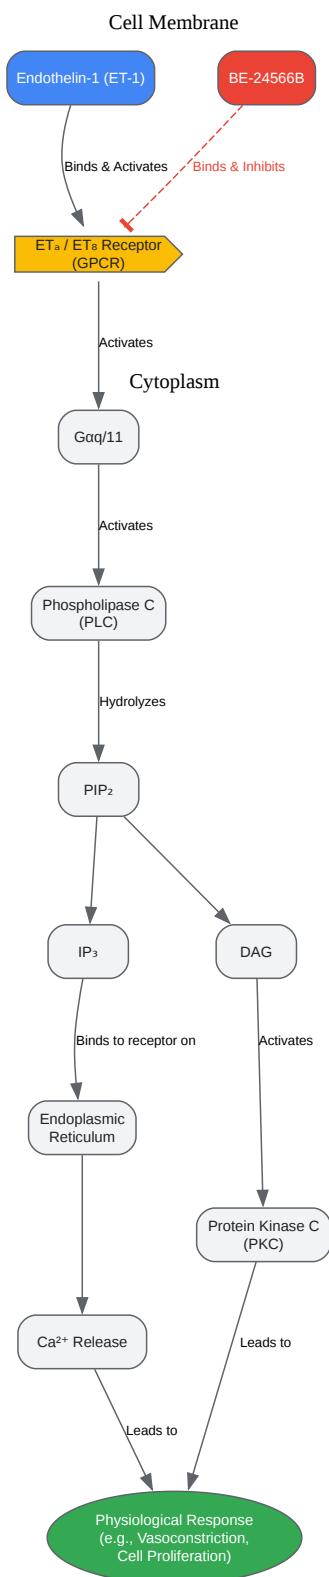 Cell Membrane
Endothelin-1 (ET-1)
BE-24566B
Binds & Activates
Binds & Inhibits
ETₐ / ET₈ Receptor
(GPCR)
Activates
Cytoplasm
Gαq/11
Activates
Phospholipase C
(PLC)
Hydrolyzes
PIP₂
IP₃
DAG
Binds to receptor on
Activates
Endoplasmic
Reticulum
Protein Kinase C
(PKC)
Ca²⁺ Release
Leads to
Leads to
Physiological Response
(e.g., Vasoconstriction,
Cell Proliferation)